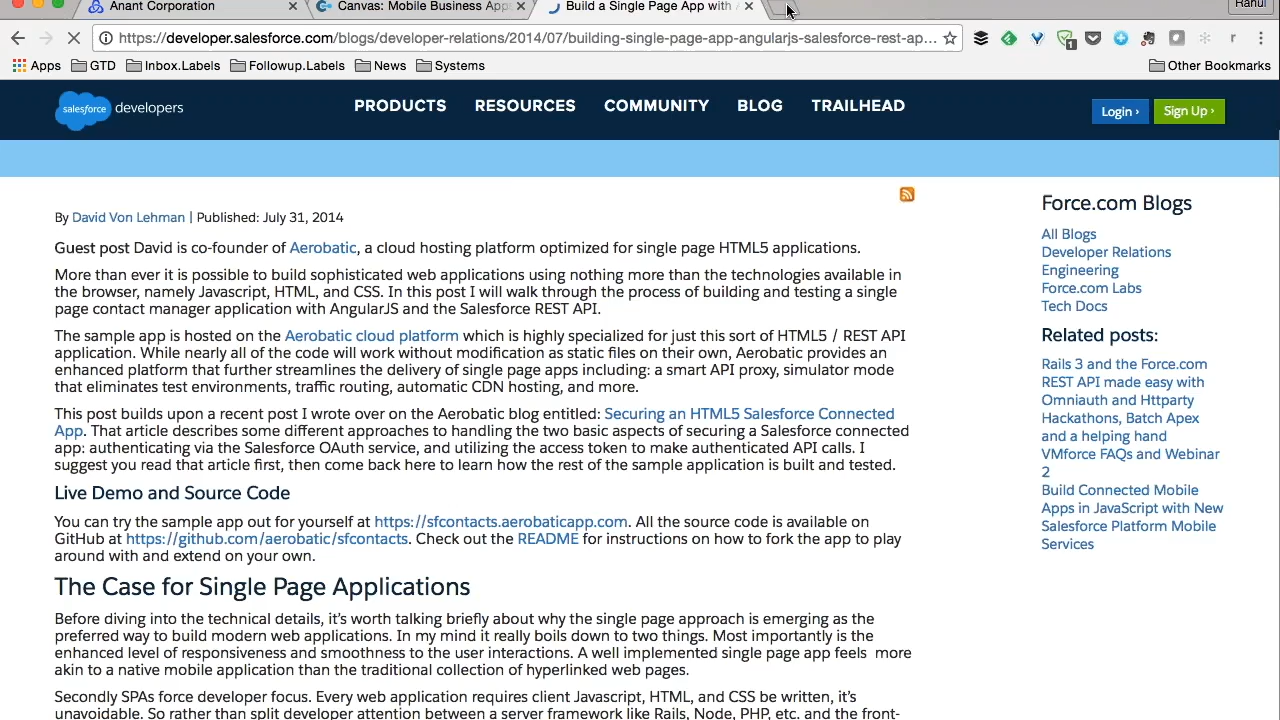 Anant Corporation
Canvas: Mobile Business Apps
Build a Single Page App with
Rahul
https://developer.salesforce.com/blogs/developer-relations/2014/07/building-single-page-app-angularjs-salesforce-rest-ap...
1
Apps
GTD
Inbox.Labels
Followup.Labels
News
Systems
Other Bookmarks
salesforce developers
PRODUCTS
RESOURCES
COMMUNITY
BLOG
TRAILHEAD
Login ›
Sign Up ›
By David Von Lehman | Published: July 31, 2014
Guest post David is co-founder of Aerobatic, a cloud hosting platform optimized for single page HTML5 applications.
More than ever it is possible to build sophisticated web applications using nothing more than the technologies available in
the browser, namely Javascript, HTML, and CSS. In this post I will walk through the process of building and testing a single
page contact manager application with AngularJS and the Salesforce REST API.
The sample app is hosted on the Aerobatic cloud platform which is highly specialized for just this sort of HTML5 / REST API
application. While nearly all of the code will work without modification as static files on their own, Aerobatic provides an
enhanced platform that further streamlines the delivery of single page apps including: a smart API proxy, simulator mode
that eliminates test environments, traffic routing, automatic CDN hosting, and more.
This post builds upon a recent post I wrote over on the Aerobatic blog entitled: Securing an HTML5 Salesforce Connected
App. That article describes some different approaches to handling the two basic aspects of securing a Salesforce connected
app: authenticating via the Salesforce OAuth service, and utilizing the access token to make authenticated API calls. I
suggest you read that article first, then come back here to learn how the rest of the sample application is built and tested.
Live Demo and Source Code
You can try the sample app out for yourself at https://sfcontacts.aerobaticapp.com. All the source code is available on
GitHub at https://github.com/aerobatic/sfcontacts. Check out the README for instructions on how to fork the app to play
around with and extend on your own.
The Case for Single Page Applications
Before diving into the technical details, it's worth talking briefly about why the single page approach is emerging as the
preferred way to build modern web applications. In my mind it really boils down to two things. Most importantly is the
enhanced level of responsiveness and smoothness to the user interactions. A well implemented single page app feels more
akin to a native mobile application than the traditional collection of hyperlinked web pages.
Secondly SPAs force developer focus. Every web application requires client Javascript, HTML, and CSS be written, it's
unavoidable. So rather than split developer attention between a server framework like Rails, Node, PHP, etc. and the front-
Force.com Blogs
All Blogs
Developer Relations
Engineering
Force.com Labs
Tech Docs
Related posts:
Rails 3 and the Force.com
REST API made easy with
Omniauth and Httparty
Hackathons, Batch Apex
and a helping hand
VMforce FAQs and Webinar
2
Build Connected Mobile
Apps in JavaScript with New
Salesforce Platform Mobile
Services